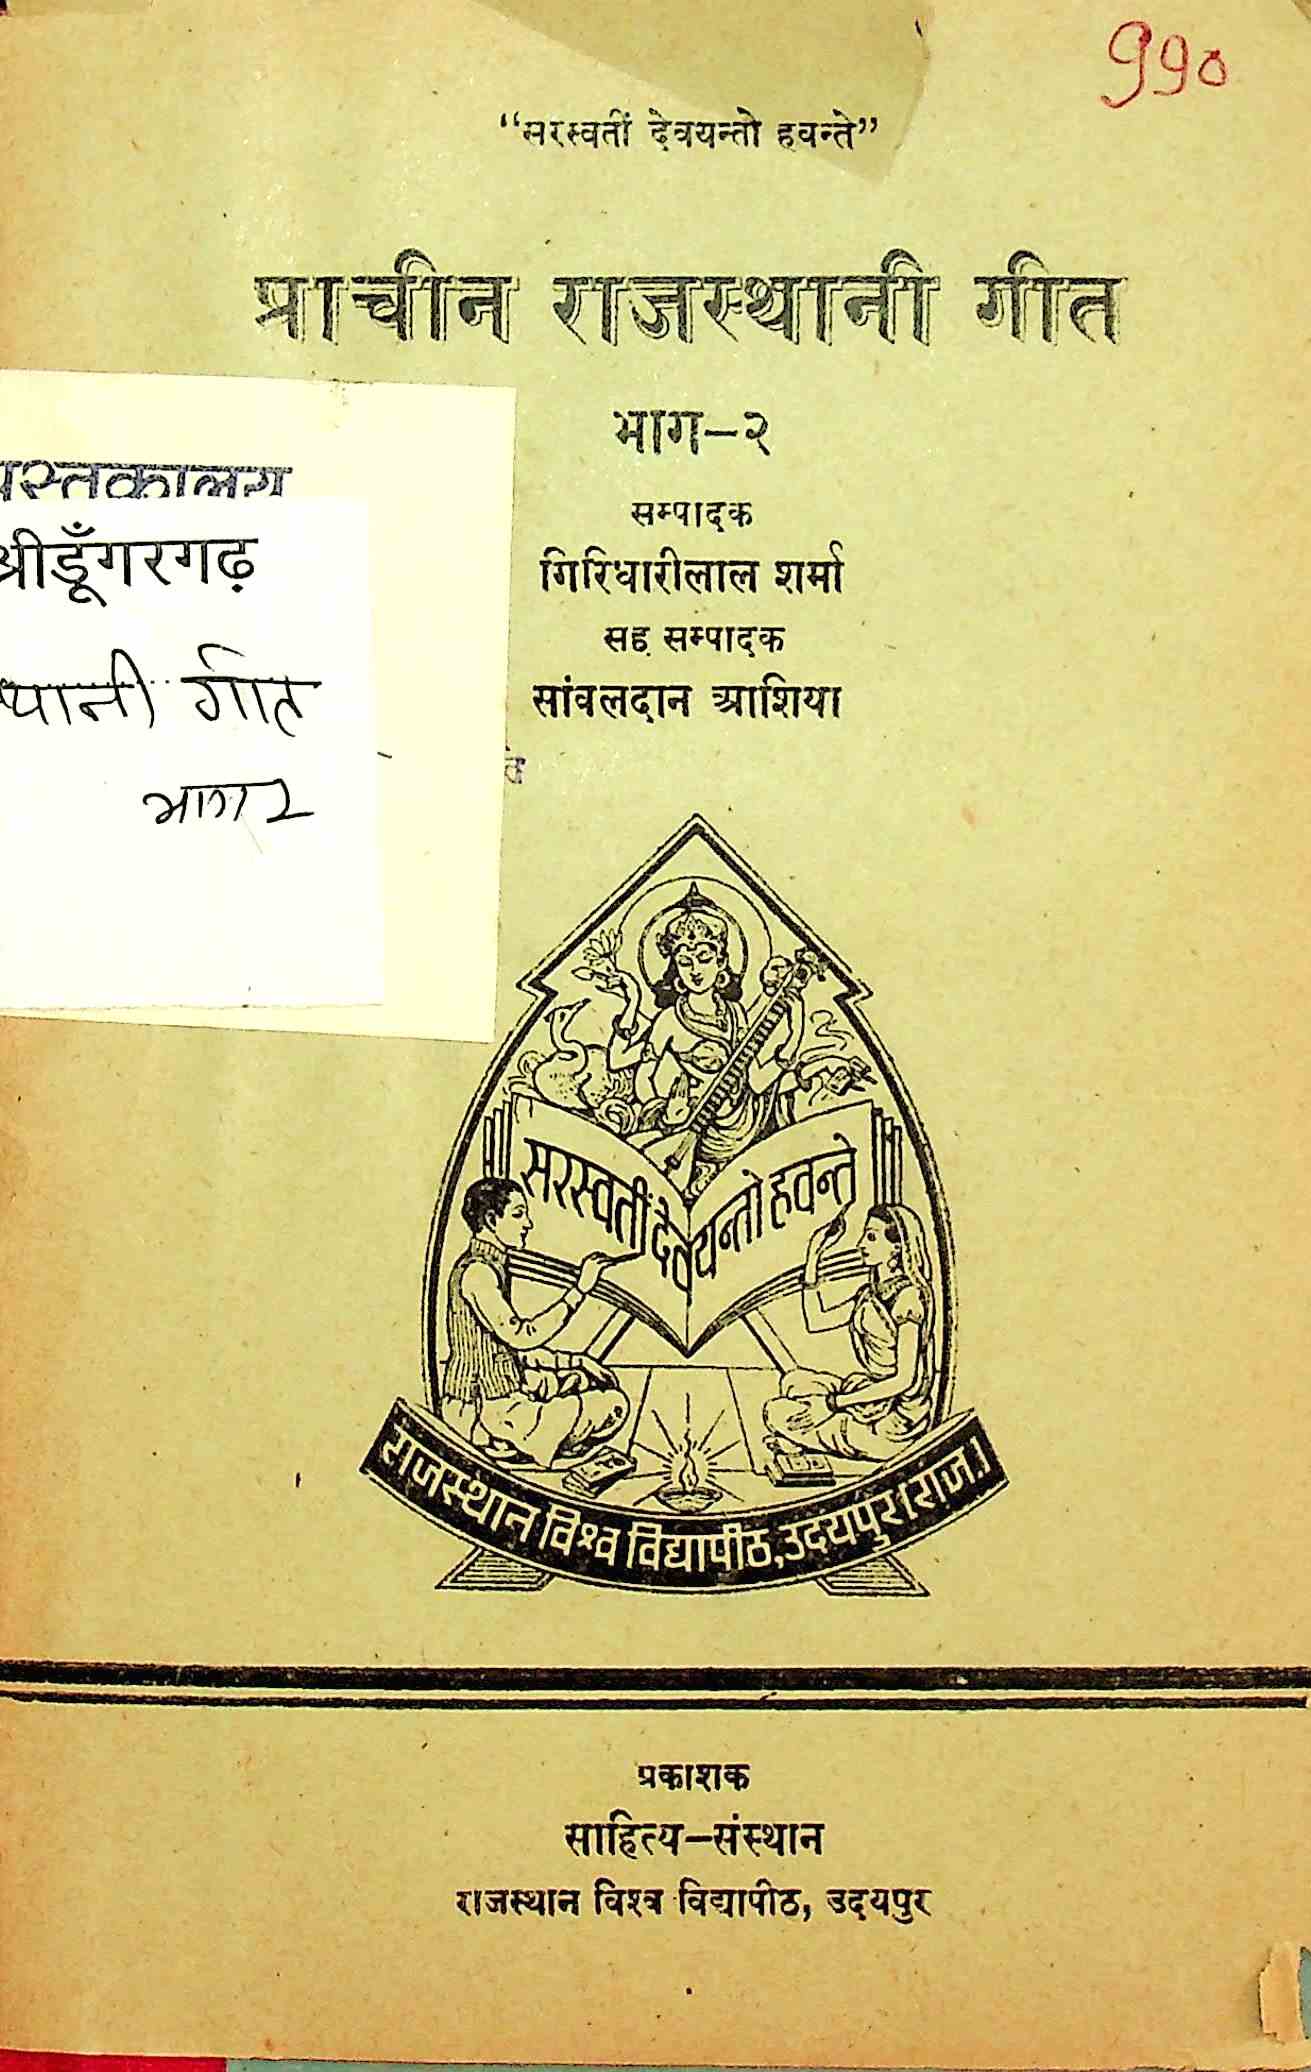 ११०
“सरस्वतीं देवयन्तो हवन्ते”
प्राचीन राजस्थानी गीत
भाग–२
सम्पादक
गिरिधारीलाल शर्मा
सह सम्पादक
सांवलदान आशिया
श्रीडूँगरगढ़
गीत
भाग २
सरस्वतीं देवयन्तो हवन्ते
राजस्थान विश्व विद्यापीठ, उदयपुर।राज.।
प्रकाशक
साहित्य–संस्थान
राजस्थान विश्व विद्यापीठ, उदयपुर